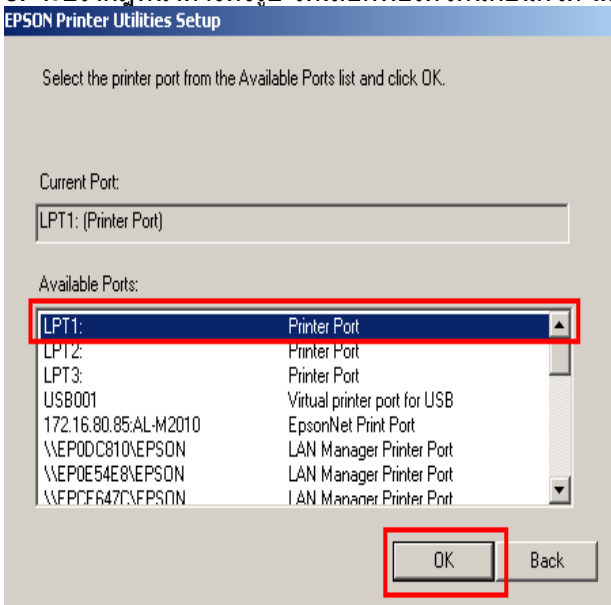 EPSON Printer Utilities Setup
Select the printer port from the Available Ports list and click OK.
Current Port:
LPT1: (Printer Port)
Available Ports:
LPT1: Printer Port
LPT2: Printer Port
LPT3: Printer Port
USB001 Virtual printer port for USB
172.16.80.85:AL-M2010 EpsonNet Print Port
\\EP0DC810\EPSON LAN Manager Printer Port
\\EP0E54E8\EPSON LAN Manager Printer Port
\\EPCE647C\EPSON LAN Manager Printer Port
OK Back